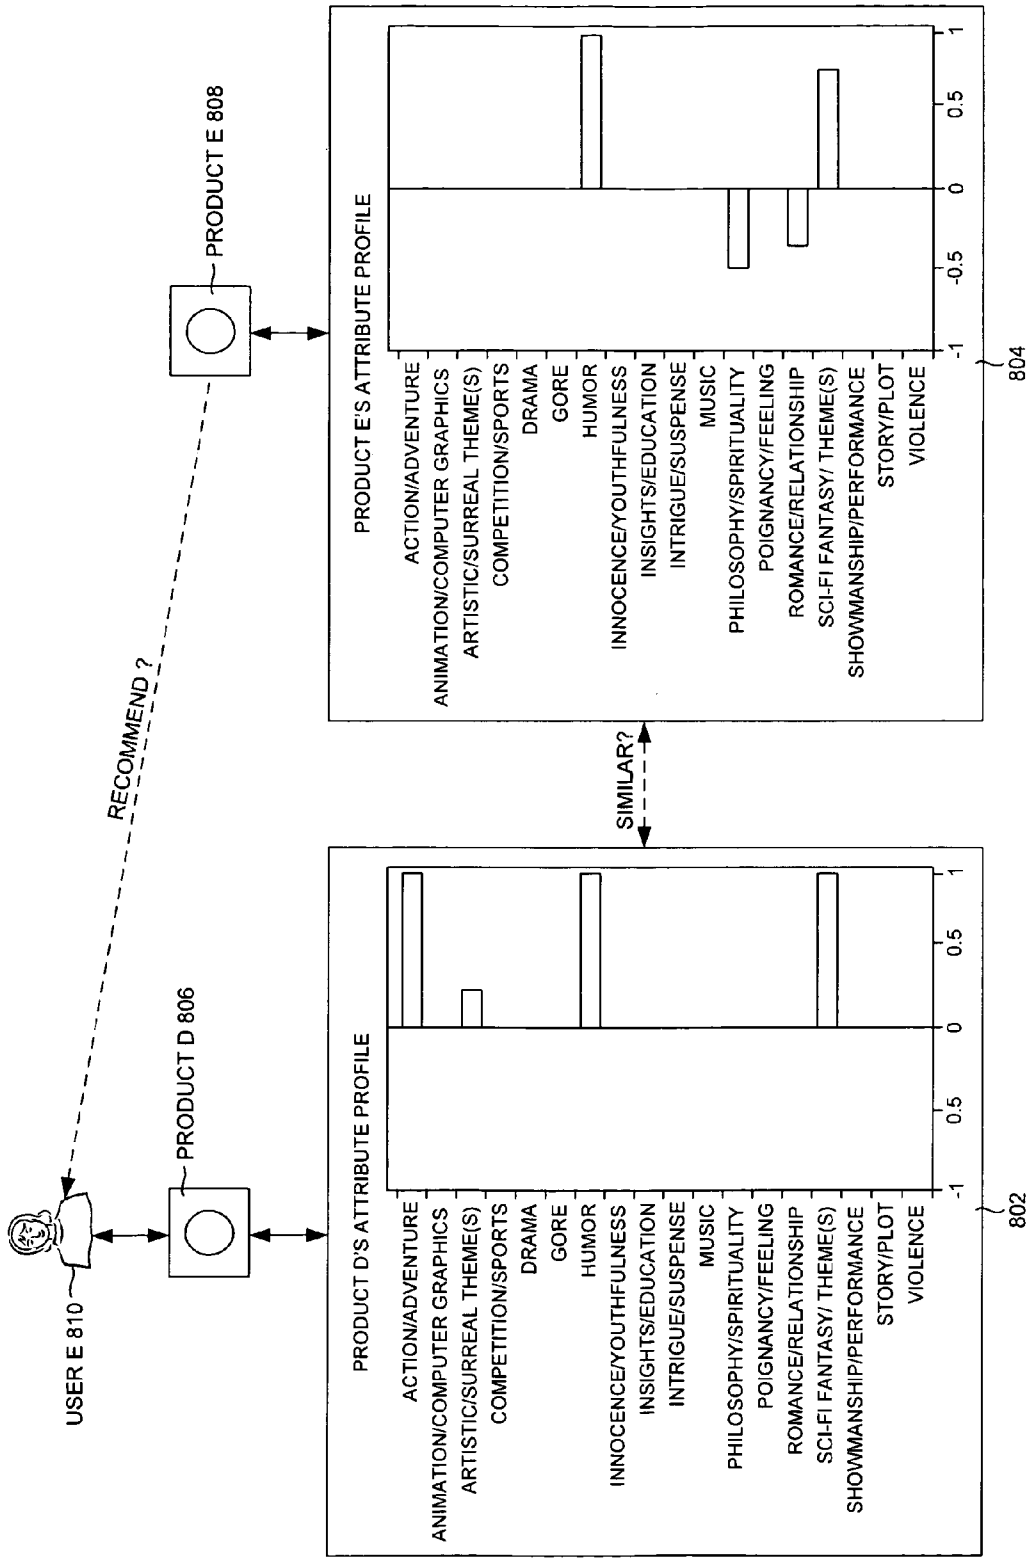 USER E 810
PRODUCT D 806
RECOMMEND ?
PRODUCT E 808
PRODUCT D'S ATTRIBUTE PROFILE
ACTION/ADVENTURE
ANIMATION/COMPUTER GRAPHICS
ARTISTIC/SURREAL THEME(S)
COMPETITION/SPORTS
DRAMA
GORE
HUMOR
INNOCENCE/YOUTHFULNESS
INSIGHTS/EDUCATION
INTRIGUE/SUSPENSE
MUSIC
PHILOSOPHY/SPIRITUALITY
POIGNANCY/FEELING
ROMANCE/RELATIONSHIP
SCI-FI FANTASY/ THEME(S)
SHOWMANSHIP/PERFORMANCE
STORY/PLOT
VIOLENCE
-1
0.5
0
0.5
1
802
SIMILAR?
PRODUCT E'S ATTRIBUTE PROFILE
ACTION/ADVENTURE
ANIMATION/COMPUTER GRAPHICS
ARTISTIC/SURREAL THEME(S)
COMPETITION/SPORTS
DRAMA
GORE
HUMOR
INNOCENCE/YOUTHFULNESS
INSIGHTS/EDUCATION
INTRIGUE/SUSPENSE
MUSIC
PHILOSOPHY/SPIRITUALITY
POIGNANCY/FEELING
ROMANCE/RELATIONSHIP
SCI-FI FANTASY/ THEME(S)
SHOWMANSHIP/PERFORMANCE
STORY/PLOT
VIOLENCE
-1
-0.5
0
0.5
1
804